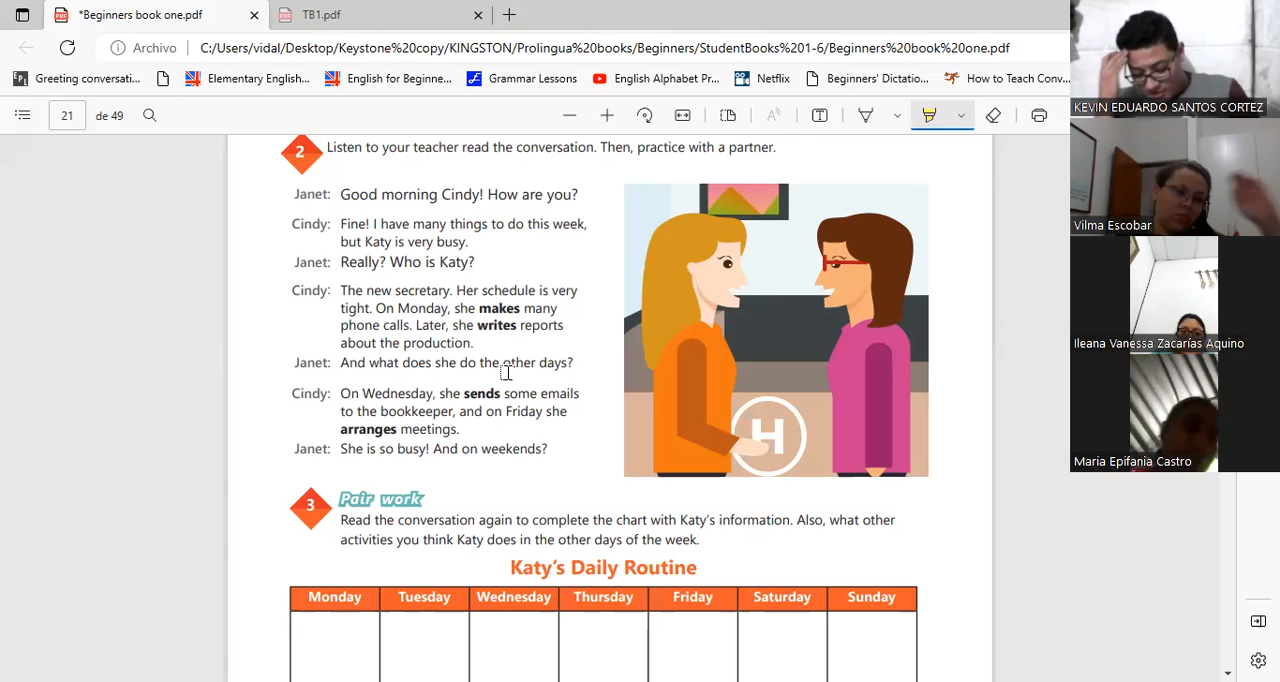 *Beginners book one.pdf
TB1.pdf
Archivo
C:/Users/vidal/Desktop/Keystone%20copy/KINGSTON/Prolingua%20books/Beginners/StudentBooks%201-6/Beginners%20book%20one.pdf
Greeting conversati...
Elementary English...
English for Beginne...
Grammar Lessons
English Alphabet Pr...
Netflix
Beginners' Dictatio...
How to Teach Conv...
21 de 49
2 Listen to your teacher read the conversation. Then, practice with a partner.
Janet: Good morning Cindy! How are you?
Cindy: Fine! I have many things to do this week,
but Katy is very busy.
Janet: Really? Who is Katy?
Cindy: The new secretary. Her schedule is very
tight. On Monday, she makes many
phone calls. Later, she writes reports
about the production.
Janet: And what does she do the other days?
Cindy: On Wednesday, she sends some emails
to the bookkeeper, and on Friday she
arranges meetings.
Janet: She is so busy! And on weekends?
H
3 Pair work
Read the conversation again to complete the chart with Katy's information. Also, what other
activities you think Katy does in the other days of the week.
Katy's Daily Routine
Monday Tuesday Wednesday Thursday Friday Saturday Sunday
KEVIN EDUARDO SANTOS CORTEZ
Vilma Escobar
Ileana Vanessa Zacarías Aquino
Maria Epifania Castro